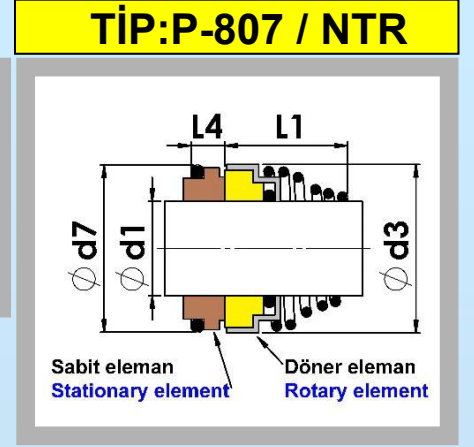 TİP:P-807 / NTR
L4 L1
Ø d7 Ø d1 Ø d3
Sabit eleman Döner eleman
Stationary element Rotary element